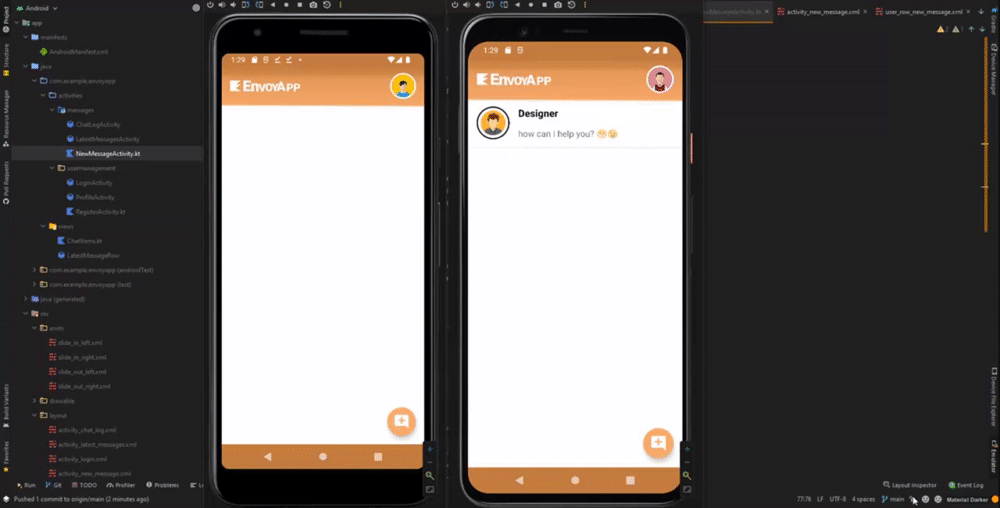 Android
activity_new_message.xml
user_row_new_message.xml
app
manifests
AndroidManifest.xml
java
com.example.envoyapp
activities
messages
ChatLogActivity
LatestMessagesActivity
NewMessageActivity.kt
usermanagement
LoginActivity
ProfileActivity
RegisterActivity.kt
views
ChatItems.kt
LatestMessageRow
com.example.envoyapp (androidTest)
com.example.envoyapp (test)
java (generated)
res
anim
slide_in_left.xml
slide_in_right.xml
slide_out_left.xml
slide_out_right.xml
drawable
layout
activity_chat_log.xml
activity_latest_messages.xml
activity_login.xml
activity_new_message.xml
Project
Structure
Resource Manager
Pull Requests
Build Variants
Favorites
1:29
ENVOYAPP
1:29
ENVOYAPP
Designer
how can i help you? 😁😉
Gradle
Device Manager
Device File Explorer
Emulator
Run
Git
TODO
Profiler
Problems
Layout Inspector
Event Log
Pushed 1 commit to origin/main (2 minutes ago)
77:76
LF
UTF-8
4 spaces
main
Material Darker